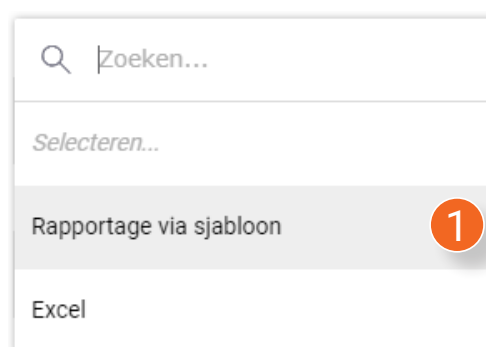 Zoeken...
Selecteren...
Rapportage via sjabloon
1
Excel